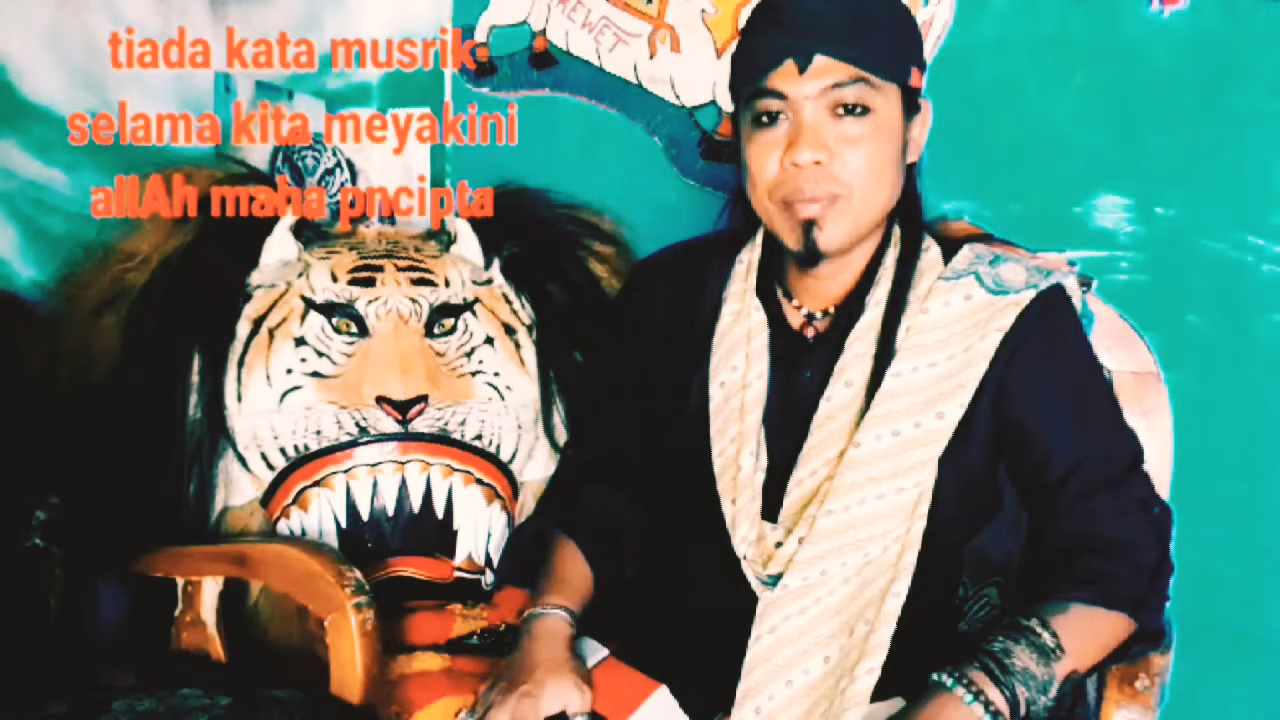 tiada kata musrik
selama kita meyakini
allAh maha pncipta